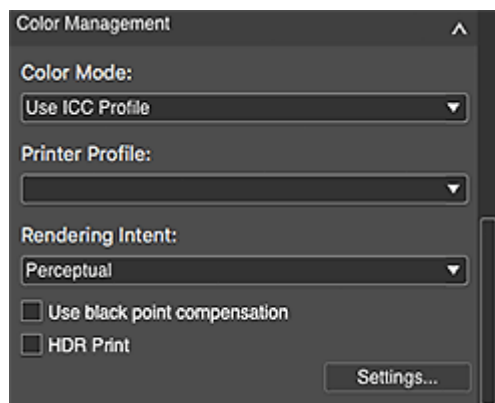 Color Management
Color Mode:
Use ICC Profile
Printer Profile:
Rendering Intent:
Perceptual
Use black point compensation
HDR Print
Settings...